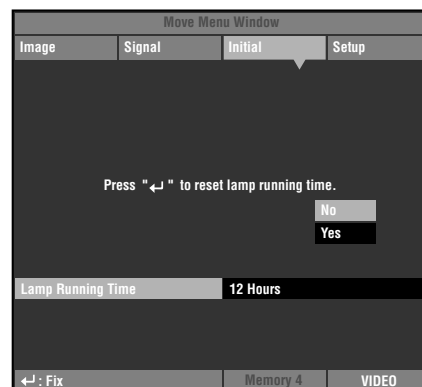 Move Menu Window
Image Signal Initial Setup
Press "↵" to reset lamp running time.
No
Yes
Lamp Running Time 12 Hours
↵: Fix Memory 4 VIDEO